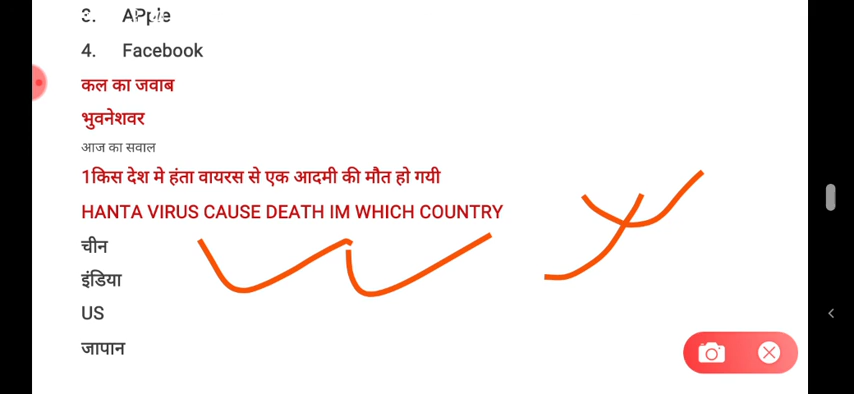 3. APple
4. Facebook
कल का जवाब
भुवनेशवर
आज का सवाल
1किस देश मे हंता वायरस से एक आदमी की मौत हो गयी
HANTA VIRUS CAUSE DEATH IM WHICH COUNTRY
चीन
इंडिया
US
जापान